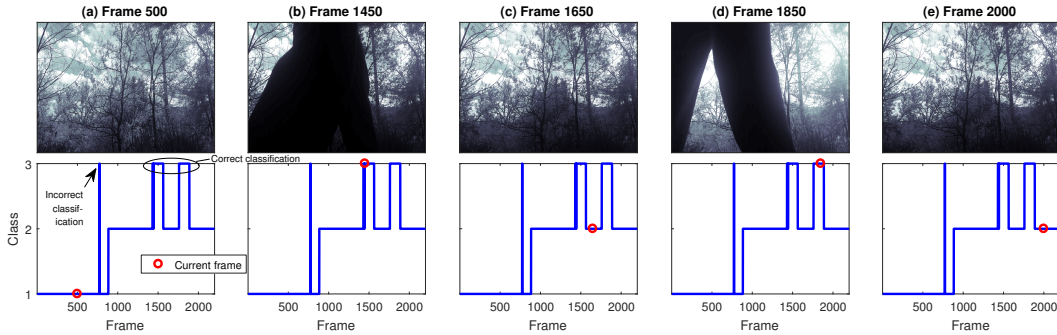 (a) Frame 500
(b) Frame 1450
(c) Frame 1650
(d) Frame 1850
(e) Frame 2000
3
2
1
Class
Correct classification
Incorrect
classif-
ication
Current frame
500 1000 1500 2000
Frame
1000 1500 2000
Frame
500 1000 1500 2000
Frame
500 1000 1500 2000
Frame
500 1000 1500 2000
Frame